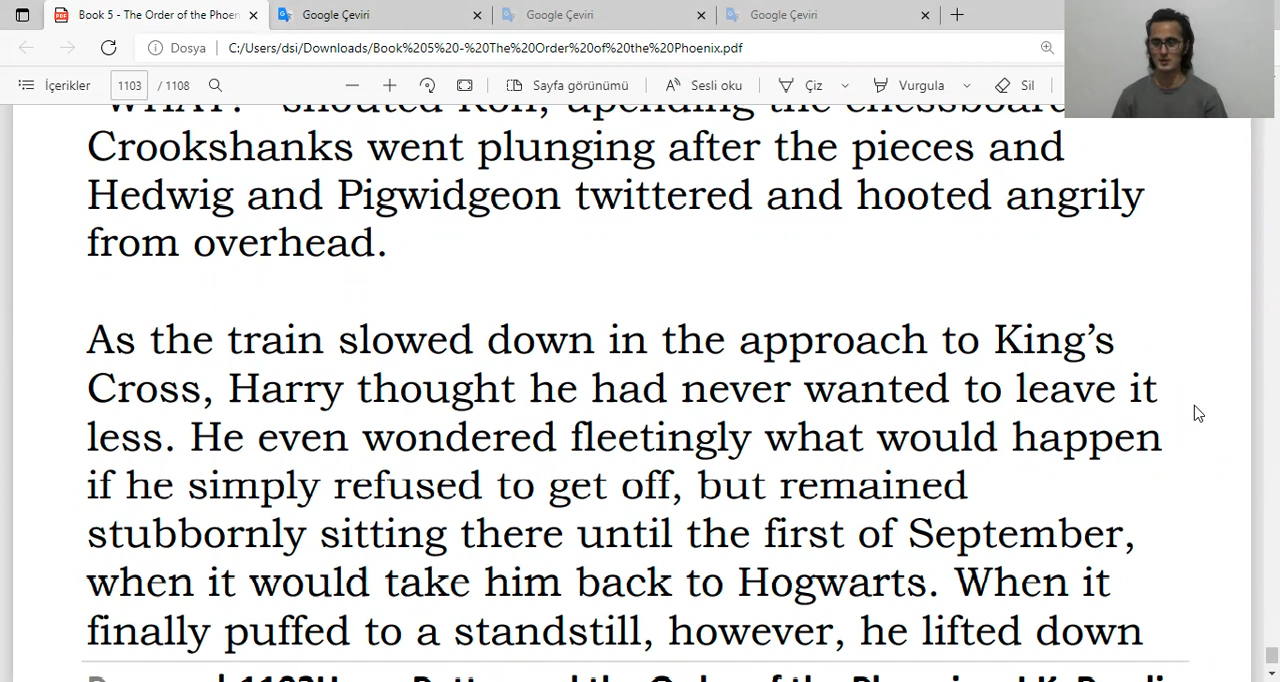 Book 5 - The Order of the Phoen
Google Çeviri
Google Çeviri
Google Çeviri
Dosya
C:/Users/dsi/Downloads/Book%205%20-%20The%20Order%20of%20the%20Phoenix.pdf
İçerikler
1103 / 1108
Sayfa görünümü
Sesli oku
Çiz
Vurgula
Sil
"WHAT?" shouted Ron, upending the chessboard
Crookshanks went plunging after the pieces and
Hedwig and Pigwidgeon twittered and hooted angrily
from overhead.
As the train slowed down in the approach to King's
Cross, Harry thought he had never wanted to leave it
less. He even wondered fleetingly what would happen
if he simply refused to get off, but remained
stubbornly sitting there until the first of September,
when it would take him back to Hogwarts. When it
finally puffed to a standstill, however, he lifted down